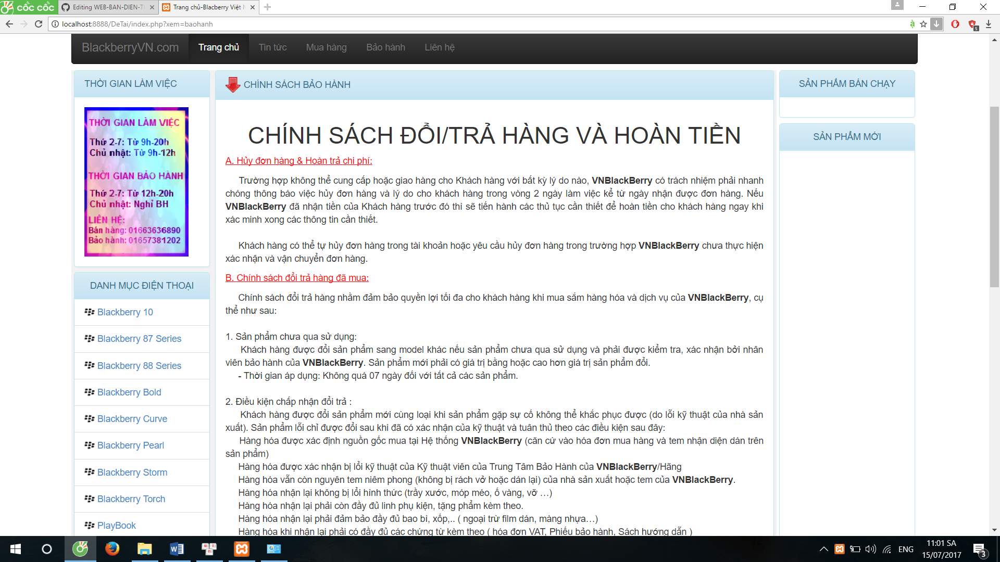 cốc cốc
Editing WEB-BAN-DIEN-T
Trang chủ-Blacberry Việt
localhost:8888/DeTai/index.php?xem=baohanh
BlackberryVN.com
Trang chủ
Tin tức
Mua hàng
Bảo hành
Liên hệ
THỜI GIAN LÀM VIỆC
THỜI GIAN LÀM VIỆC
Thứ 2-7: Từ 9h-20h
Chủ nhật: Từ 9h-12h
THỜI GIAN BẢO HÀNH
Thứ 2-7: Từ 12h-20h
Chủ nhật: Nghỉ BH
LIÊN HỆ:
Bán hàng: 01663636890
Bảo hành: 01657381202
DANH MỤC ĐIỆN THOẠI
Blackberry 10
Blackberry 87 Series
Blackberry 88 Series
Blackberry Bold
Blackberry Curve
Blackberry Pearl
Blackberry Storm
Blackberry Torch
PlayBook
CHÍNH SÁCH BẢO HÀNH
CHÍNH SÁCH ĐỔI/TRẢ HÀNG VÀ HOÀN TIỀN
A. Hủy đơn hàng & Hoàn trả chi phí:
Trường hợp không thể cung cấp hoặc giao hàng cho Khách hàng với bất kỳ lý do nào, VNBlackBerry có trách nhiệm phải nhanh
chóng thông báo việc hủy đơn hàng và lý do cho khách hàng trong vòng 2 ngày làm việc kể từ ngày nhận được đơn hàng. Nếu
VNBlackBerry đã nhận tiền của Khách hàng trước đó thì sẽ tiến hành các thủ tục cần thiết để hoàn tiền cho khách hàng ngay khi
xác minh xong các thông tin cần thiết.
Khách hàng có thể tự hủy đơn hàng trong tài khoản hoặc yêu cầu hủy đơn hàng trong trường hợp VNBlackBerry chưa thực hiện
xác nhận và vận chuyển đơn hàng.
B. Chính sách đổi trả hàng đã mua:
Chính sách đổi trả hàng nhằm đảm bảo quyền lợi tối đa cho khách hàng khi mua sắm hàng hóa và dịch vụ của VNBlackBerry, cụ
thể như sau:
1. Sản phẩm chưa qua sử dụng:
Khách hàng được đổi sản phẩm sang model khác nếu sản phẩm chưa qua sử dụng và phải được kiểm tra, xác nhận bởi nhân
viên bảo hành của VNBlackBerry. Sản phẩm mới phải có giá trị bằng hoặc cao hơn giá trị sản phẩm đổi.
- Thời gian áp dụng: Không quá 07 ngày đối với tất cả các sản phẩm.
2. Điều kiện chấp nhận đổi trả :
Khách hàng được đổi sản phẩm mới cùng loại khi sản phẩm gặp sự cố không thể khắc phục được (do lỗi kỹ thuật của nhà sản
xuất). Sản phẩm lỗi chỉ được đổi sau khi đã có xác nhận của kỹ thuật và tuân thủ theo các điều kiện sau đây:
Hàng hóa được xác định nguồn gốc mua tại Hệ thống VNBlackBerry (căn cứ vào hóa đơn mua hàng và tem nhận diện dán trên
sản phẩm)
Hàng hóa được xác nhận bị lổi kỹ thuật của Kỹ thuật viên của Trung Tâm Bảo Hành của VNBlackBerry/Hãng
Hàng hóa vẫn còn nguyên tem niêm phong (không bị rách vở hoặc dán lại) của nhà sản xuất hoặc tem của VNBlackBerry.
Hàng hóa nhận lại không bị lổi hình thức (trầy xước, móp méo, ố vàng, vỡ …)
Hàng hóa nhận lại phải còn đầy đủ linh phụ kiện, tặng phẩm kèm theo.
Hàng hóa nhận lại phải đảm bảo đầy đủ bao bì, xốp,.. ( ngoại trừ film dán, màng nhựa…)
Hàng hóa khi nhận lại phải có đầy đủ các chứng từ kèm theo ( hóa đơn VAT, Phiếu bảo hành, Sách hướng dẫn )
SẢN PHẨM BÁN CHẠY
SẢN PHẨM MỚI
ENG
11:01 SA
15/07/2017
3